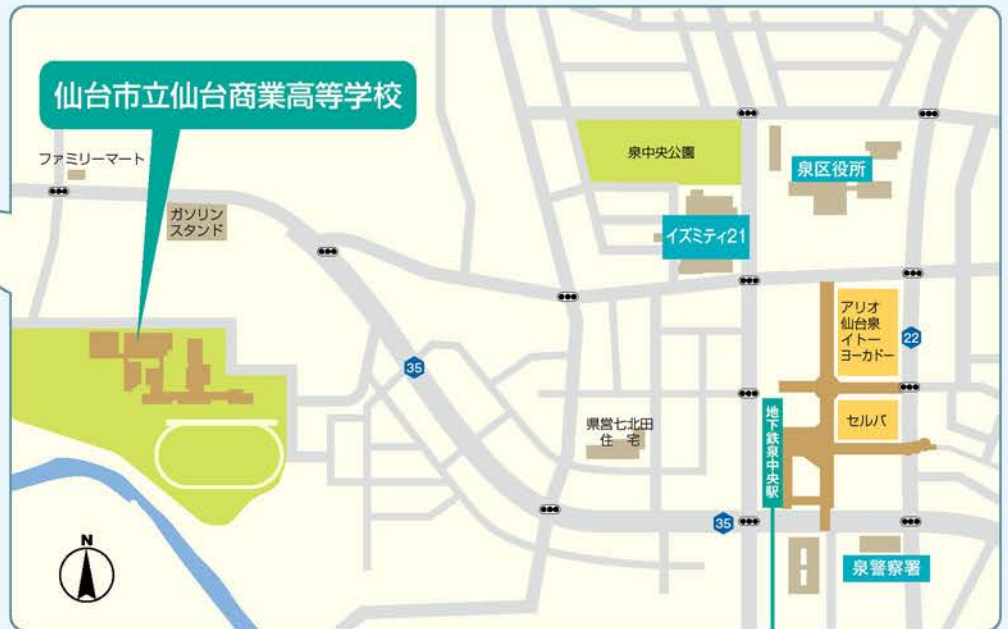 仙台市立仙台商業高等学校
ファミリーマート
ガソリン
スタンド
泉中央公園
泉区役所
イズミティ21
アリオ
仙台泉
イトー
ヨーカドー
22
35
セルバ
県営七北田
住 宅
地下鉄泉中央駅
35
泉警察署
N